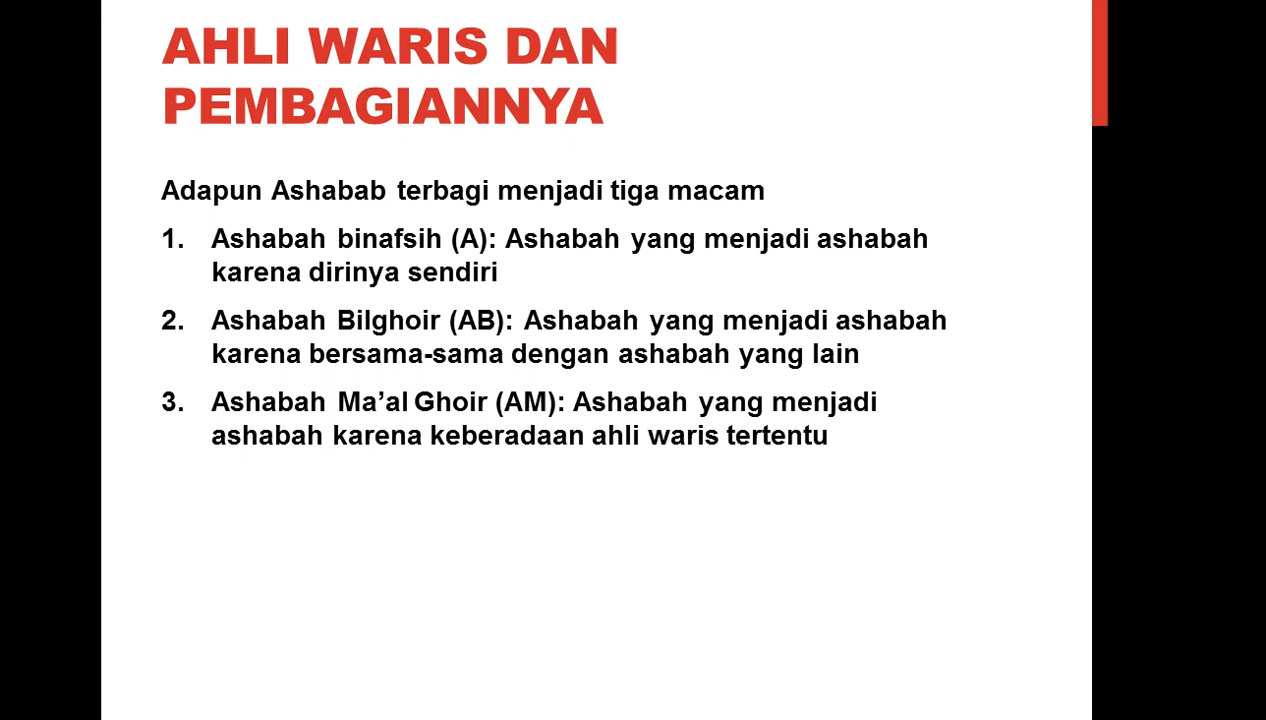 AHLI WARIS DAN
PEMBAGIANNYA
Adapun Ashabab terbagi menjadi tiga macam
1. Ashabah binafsih (A): Ashabah yang menjadi ashabah
karena dirinya sendiri
2. Ashabah Bilghoir (AB): Ashabah yang menjadi ashabah
karena bersama-sama dengan ashabah yang lain
3. Ashabah Ma’al Ghoir (AM): Ashabah yang menjadi
ashabah karena keberadaan ahli waris tertentu